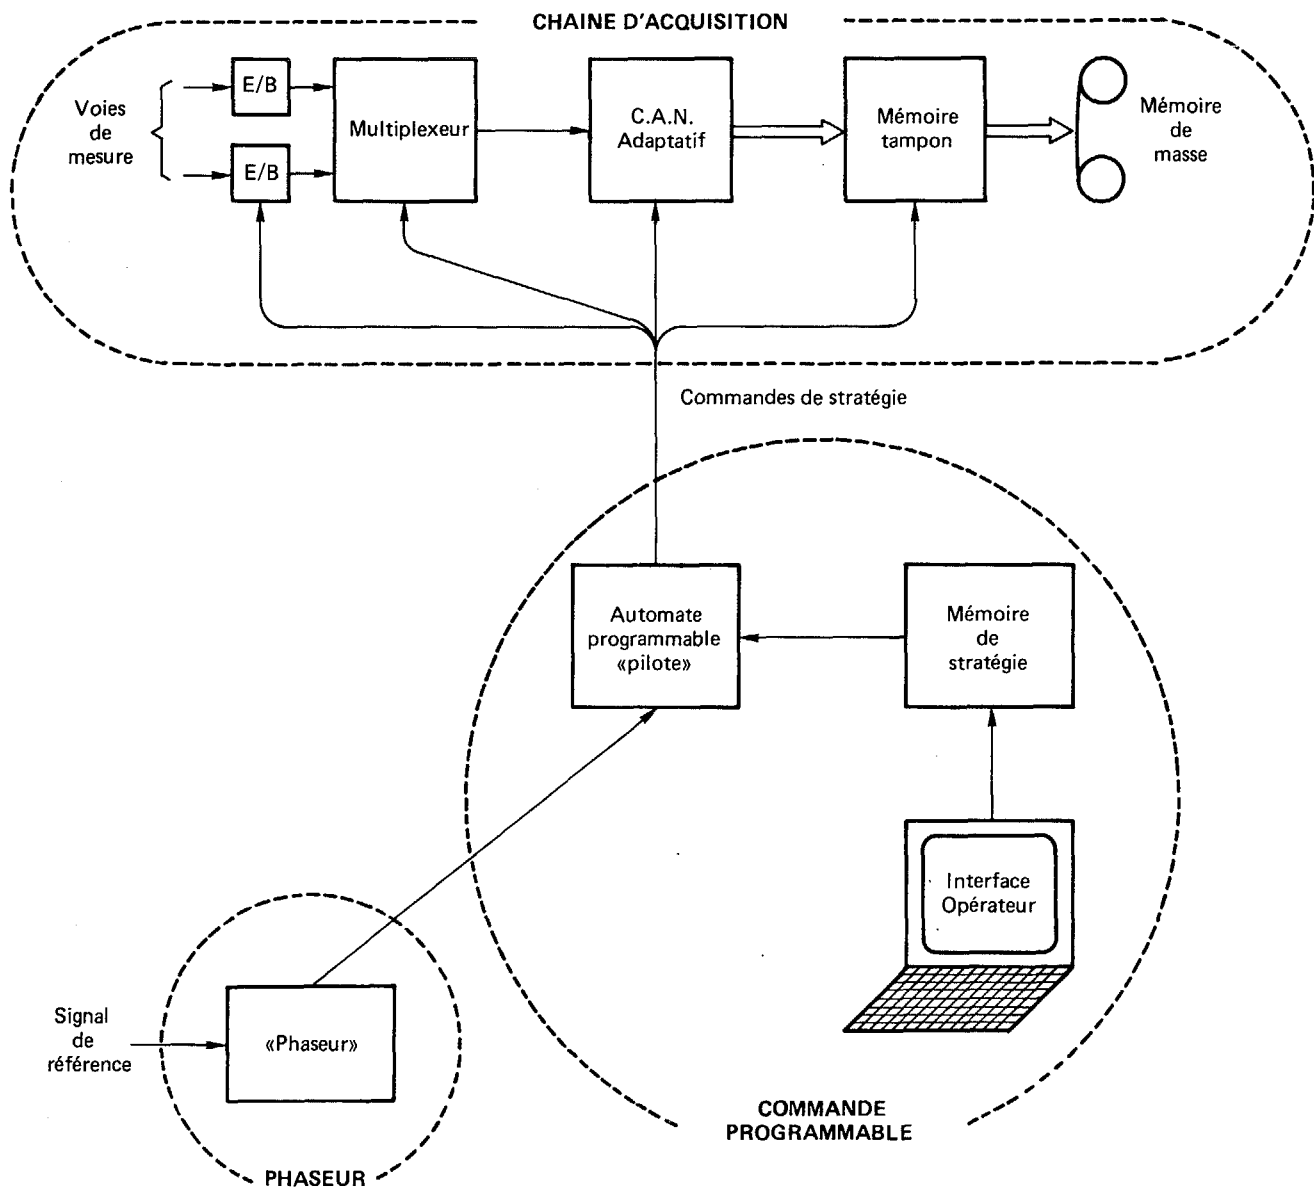 CHAINE D'ACQUISITION
Voies
de
mesure
E/B
E/B
Multiplexeur
C.A.N.
Adaptatif
Mémoire
tampon
Mémoire
de
masse
Commandes de stratégie
Automate
programmable
«pilote»
Mémoire
de
stratégie
Interface
Opérateur
Signal
de
référence
«Phaseur»
COMMANDE
PROGRAMMABLE
PHASEUR